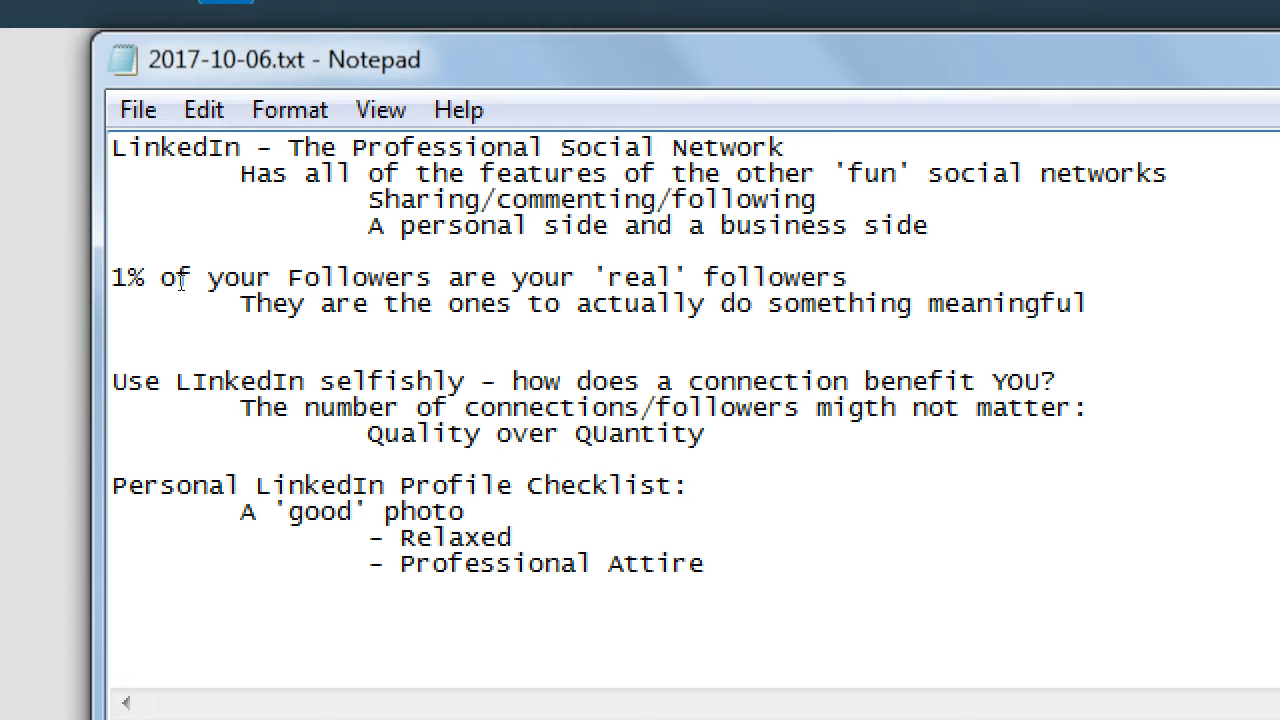 2017-10-06.txt - Notepad
File Edit Format View Help
LinkedIn - The Professional Social Network
Has all of the features of the other 'fun' social networks
Sharing/commenting/following
A personal side and a business side
1% of your Followers are your 'real' followers
They are the ones to actually do something meaningful
Use LInkedIn selfishly - how does a connection benefit YOU?
The number of connections/followers migth not matter:
Quality over QUantity
Personal LinkedIn Profile Checklist:
A 'good' photo
- Relaxed
- Professional Attire